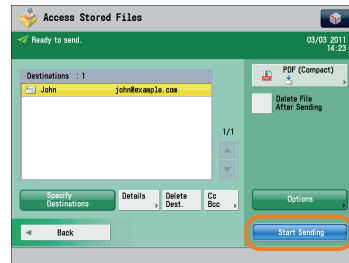 Access Stored Files
Ready to send.
03/03 2011
14:23
Destinations : 1
John john@example.com
1/1
PDF (Compact)
Delete File
After Sending
Specify
Destinations
Details
Delete
Dest.
Cc
Bcc
Options
Back
Start Sending